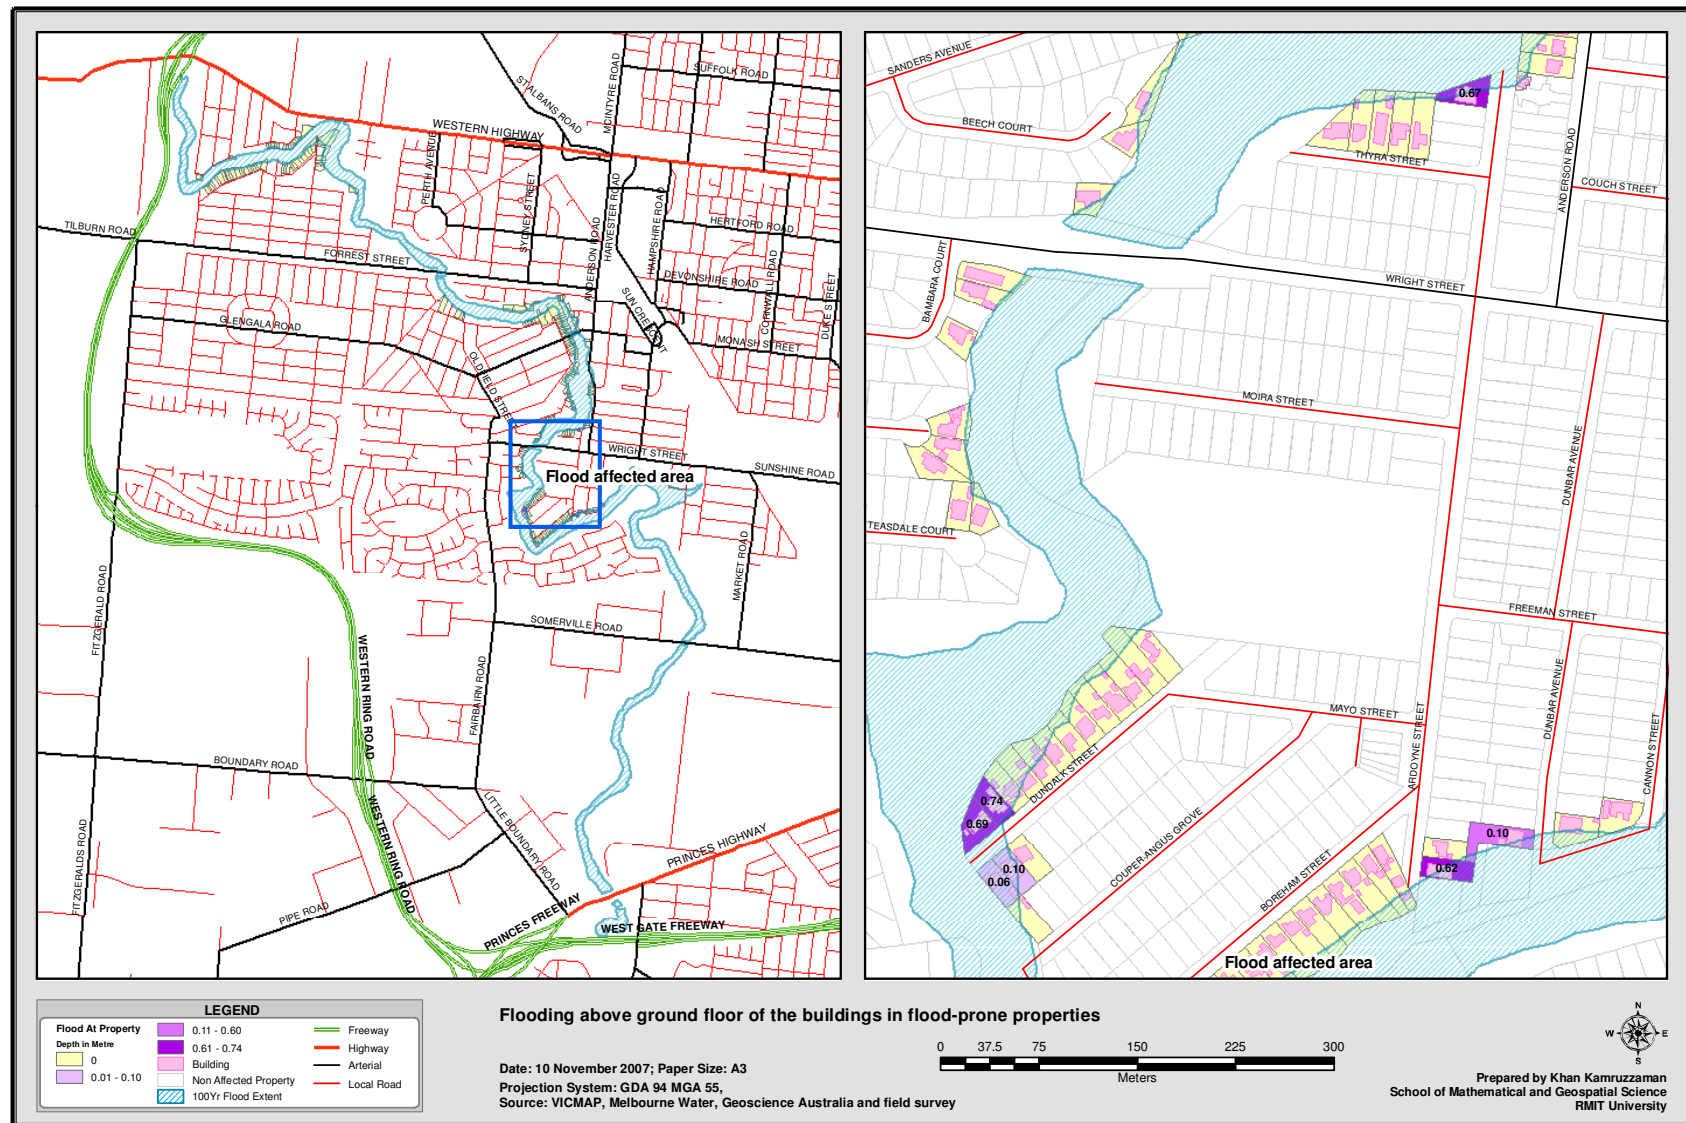 SUFFOLK ROAD
ST ALBANS ROAD
MCINTYRE ROAD
WESTERN HIGHWAY
PERTH AVENUE
SYDNEY STREET
ANDERSON ROAD
HARVESTER ROAD
HAMPSHIRE ROAD
HERTFORD ROAD
TILBURN ROAD
FORREST STREET
DEVONSHIRE ROAD
CORNWALL ROAD
DUKE STREET
SUN CRESCENT
GLENGALA ROAD
MONASH STREET
OLDFIELD STREET
WRIGHT STREET
SUNSHINE ROAD
Flood affected area
MARKET ROAD
FITZGERALD ROAD
SOMERVILLE ROAD
WESTERN RING ROAD
FAIRBAIRN ROAD
BOUNDARY ROAD
LITTLE BOUNDARY ROAD
WESTERN RING ROAD
FITZGERALDS ROAD
PRINCES HIGHWAY
PIPE ROAD
PRINCES FREEWAY
WEST GATE FREEWAY
SANDERS AVENUE
BEECH COURT
0.67
THYRA STREET
ANDERSON ROAD
COUCH STREET
BAMBARA COURT
WRIGHT STREET
MOIRA STREET
DUNBAR AVENUE
TEASDALE COURT
FREEMAN STREET
MAYO STREET
ARDOYNE STREET
DUNBAR AVENUE
CANNON STREET
DUNDALK STREET
0.74
0.69
COUPER-ANGUS GROVE
0.10
0.10
0.06
0.62
BOREHAM STREET
Flood affected area
LEGEND
Flood At Property
Depth in Metre
0
0.01 - 0.10
0.11 - 0.60
0.61 - 0.74
Building
Non Affected Property
100Yr Flood Extent
Freeway
Highway
Arterial
Local Road
Flooding above ground floor of the buildings in flood-prone properties
Date: 10 November 2007; Paper Size: A3
Projection System: GDA 94 MGA 55,
Source: VICMAP, Melbourne Water, Geoscience Australia and field survey
0 37.5 75 150 225 300
Meters
N
W E
S
Prepared by Khan Kamruzzaman
School of Mathematical and Geospatial Science
RMIT University